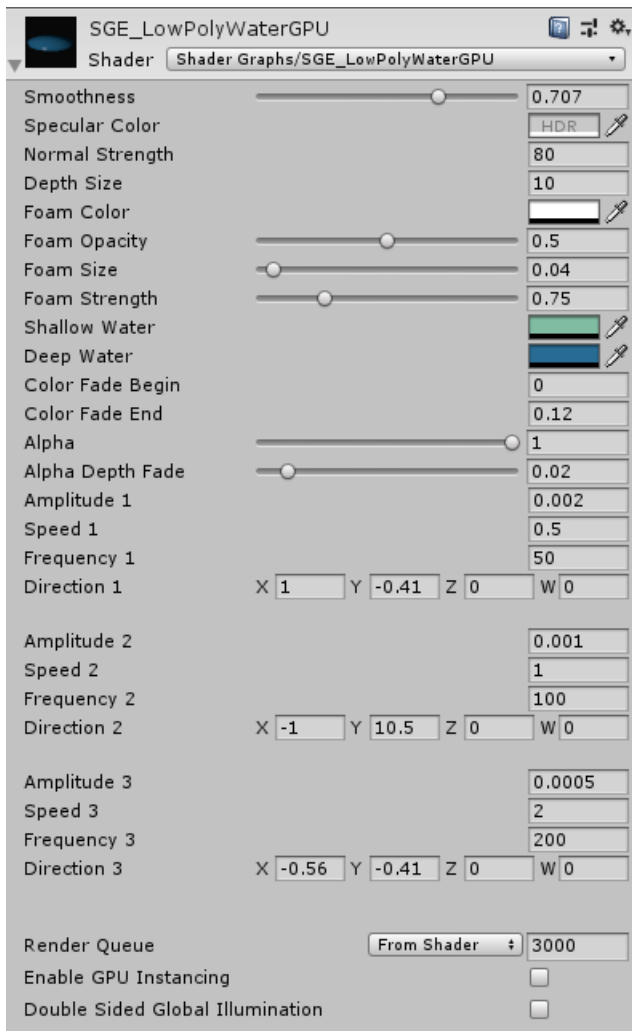 SGE_LowPolyWaterGPU
Shader Shader Graphs/SGE_LowPolyWaterGPU
Smoothness 0.707
Specular Color HDR
Normal Strength 80
Depth Size 10
Foam Color
Foam Opacity 0.5
Foam Size 0.04
Foam Strength 0.75
Shallow Water
Deep Water
Color Fade Begin 0
Color Fade End 0.12
Alpha 1
Alpha Depth Fade 0.02
Amplitude 1 0.002
Speed 1 0.5
Frequency 1 50
Direction 1 X 1 Y -0.41 Z 0 W 0
Amplitude 2 0.001
Speed 2 1
Frequency 2 100
Direction 2 X -1 Y 10.5 Z 0 W 0
Amplitude 3 0.0005
Speed 3 2
Frequency 3 200
Direction 3 X -0.56 Y -0.41 Z 0 W 0
Render Queue From Shader 3000
Enable GPU Instancing
Double Sided Global Illumination